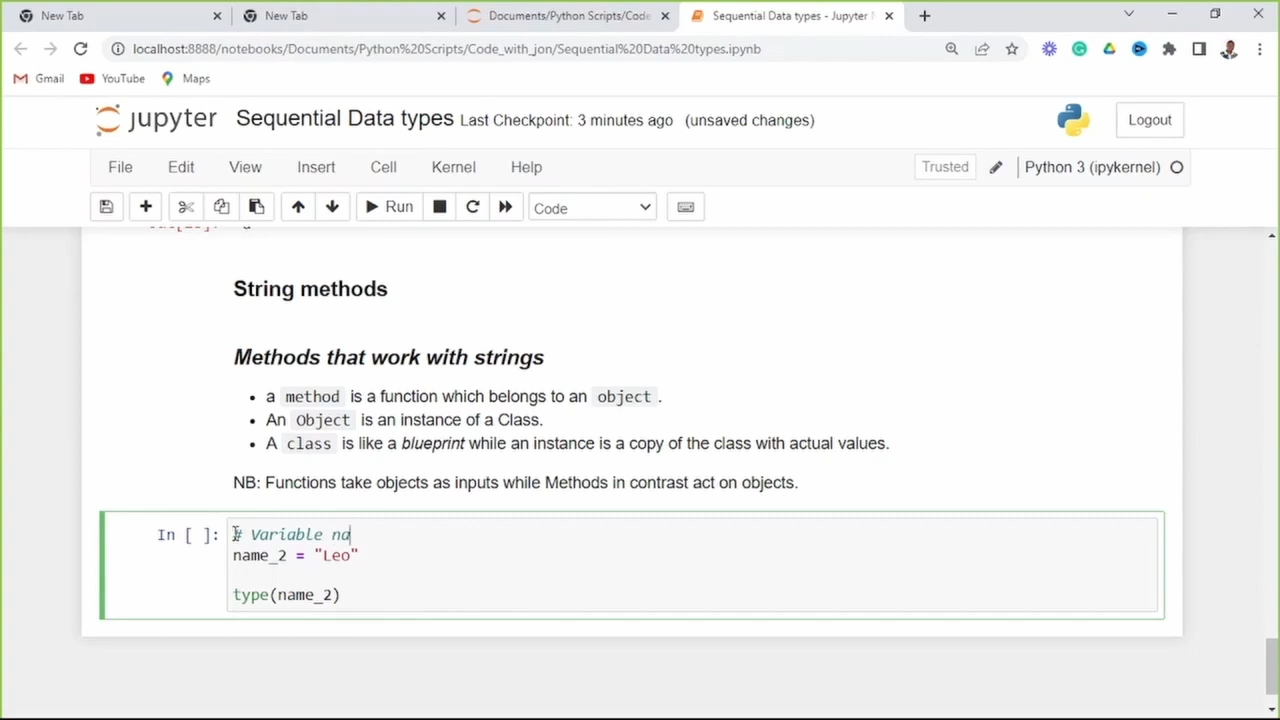 New Tab
New Tab
Documents/Python Scripts/Code
Sequential Data types - Jupyter
localhost:8888/notebooks/Documents/Python%20Scripts/Code_with_jon/Sequential%20Data%20types.ipynb
Gmail YouTube Maps
jupyter Sequential Data types Last Checkpoint: 3 minutes ago (unsaved changes) Logout
File Edit View Insert Cell Kernel Help Trusted Python 3 (ipykernel)
Run Code
String methods
Methods that work with strings
• a method is a function which belongs to an object .
• An Object is an instance of a Class.
• A class is like a blueprint while an instance is a copy of the class with actual values.
NB: Functions take objects as inputs while Methods in contrast act on objects.
In [ ]: # Variable na
name_2 = "Leo"
type(name_2)